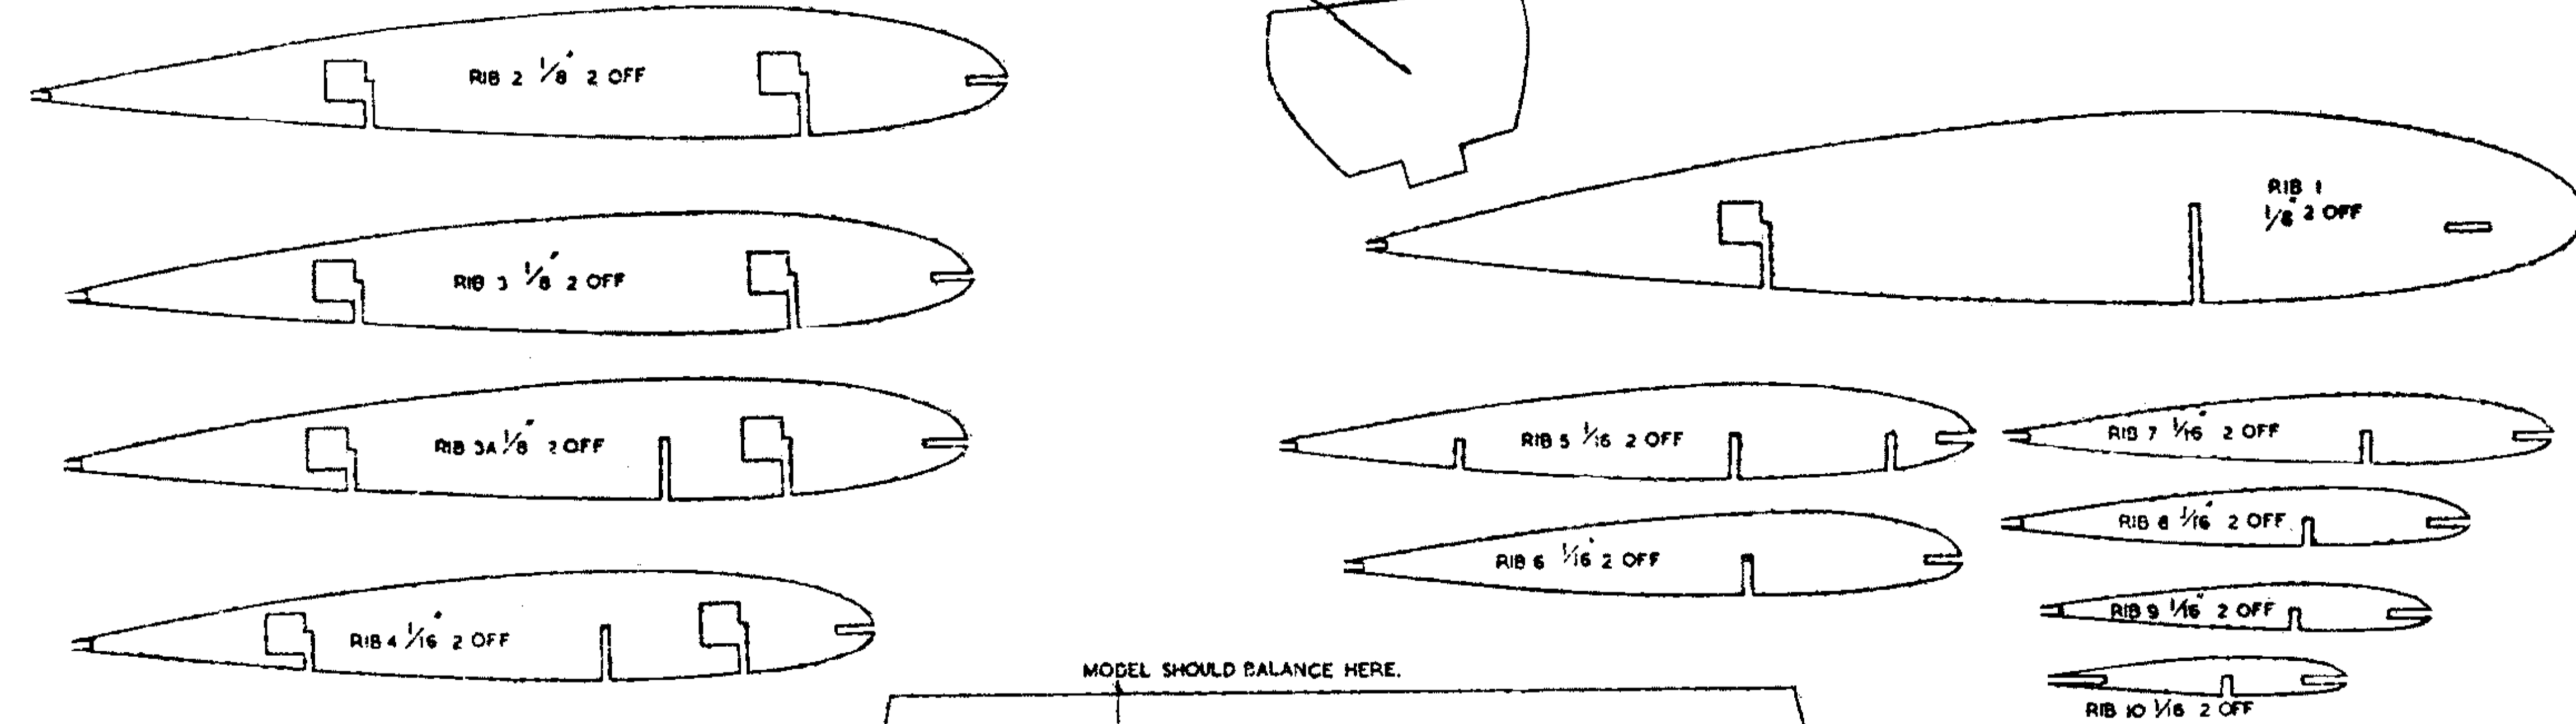 RIB 2 1/8" 2 OFF
RIB 1
1/8" 2 OFF
RIB 3 1/8" 2 OFF
RIB 3A 1/8" 2 OFF
RIB 5 1/16 2 OFF
RIB 7 1/16" 2 OFF
RIB 8 1/16" 2 OFF
RIB 6 1/16" 2 OFF
RIB 9 1/16" 2 OFF
RIB 4 1/16" 2 OFF
MODEL SHOULD BALANCE HERE.
RIB 10 1/16 2 OFF